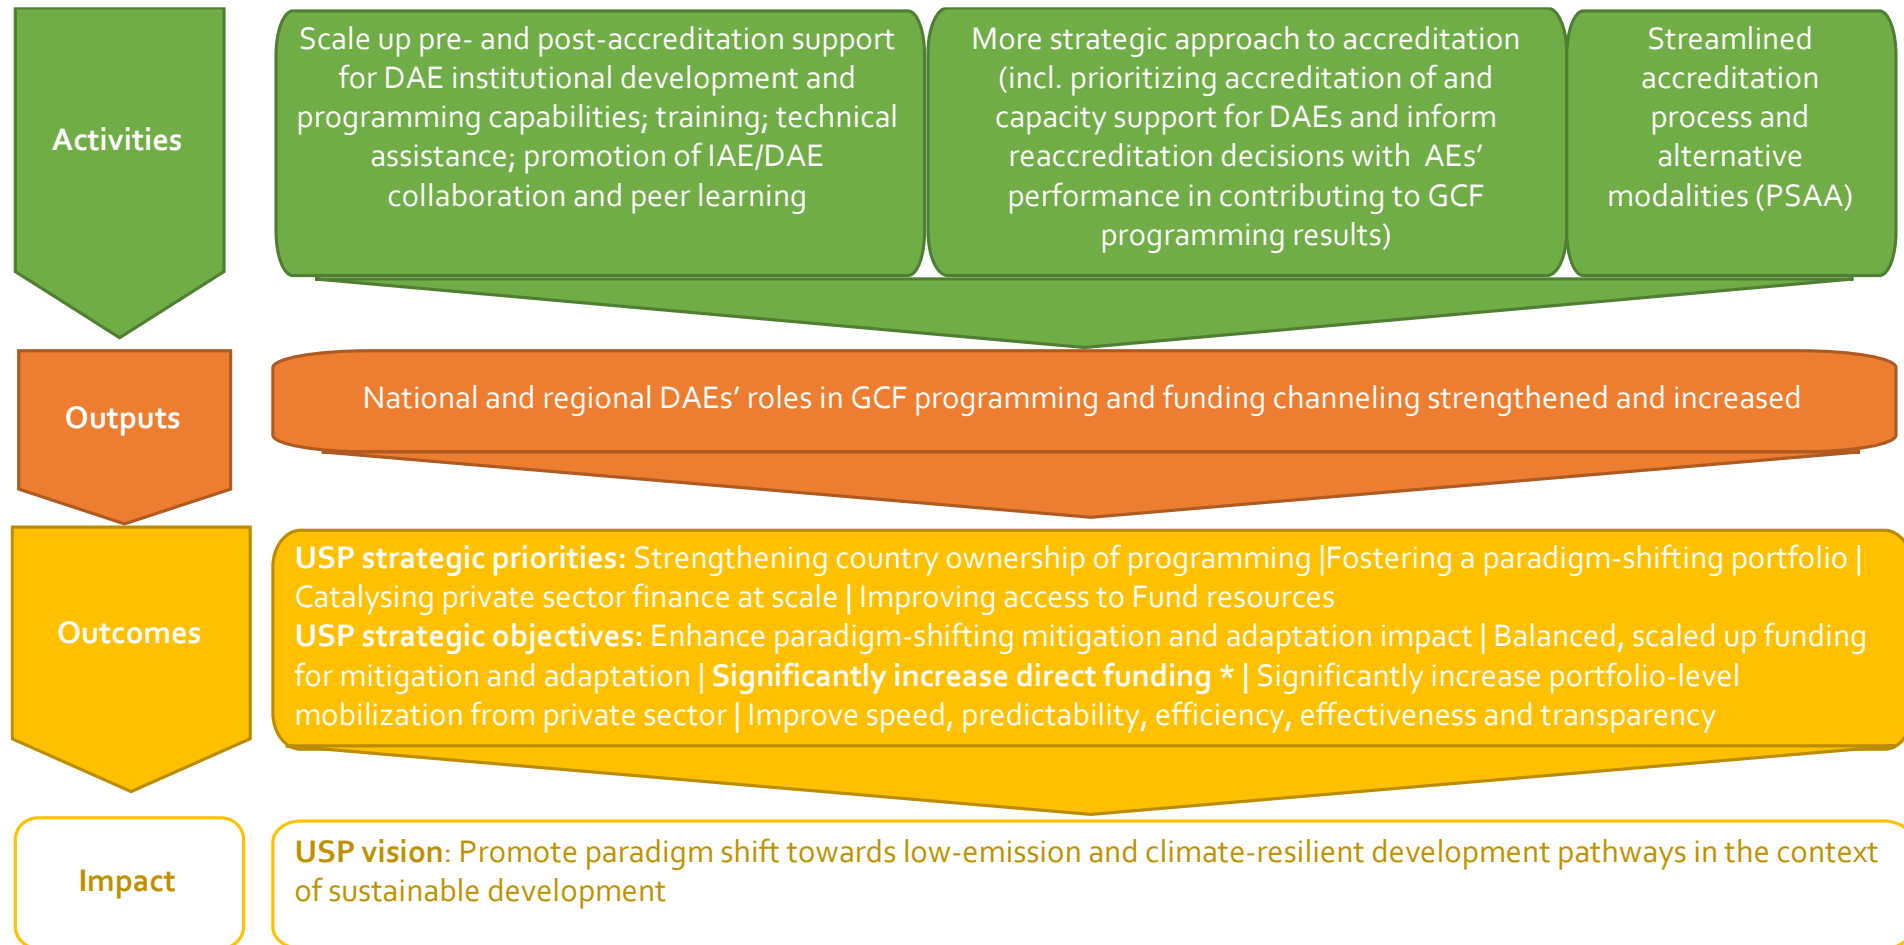 Activities
Scale up pre- and post-accreditation support
for DAE institutional development and
programming capabilities; training; technical
assistance; promotion of IAE/DAE
collaboration and peer learning
More strategic approach to accreditation
(incl. prioritizing accreditation of and
capacity support for DAEs and inform
reaccreditation decisions with AEs’
performance in contributing to GCF
programming results)
Streamlined
accreditation
process and
alternative
modalities (PSAA)
Outputs
National and regional DAEs’ roles in GCF programming and funding channeling strengthened and increased
Outcomes
USP strategic priorities: Strengthening country ownership of programming |Fostering a paradigm-shifting portfolio |
Catalysing private sector finance at scale | Improving access to Fund resources
USP strategic objectives: Enhance paradigm-shifting mitigation and adaptation impact | Balanced, scaled up funding
for mitigation and adaptation | Significantly increase direct funding * | Significantly increase portfolio-level
mobilization from private sector | Improve speed, predictability, efficiency, effectiveness and transparency
Impact
USP vision: Promote paradigm shift towards low-emission and climate-resilient development pathways in the context
of sustainable development